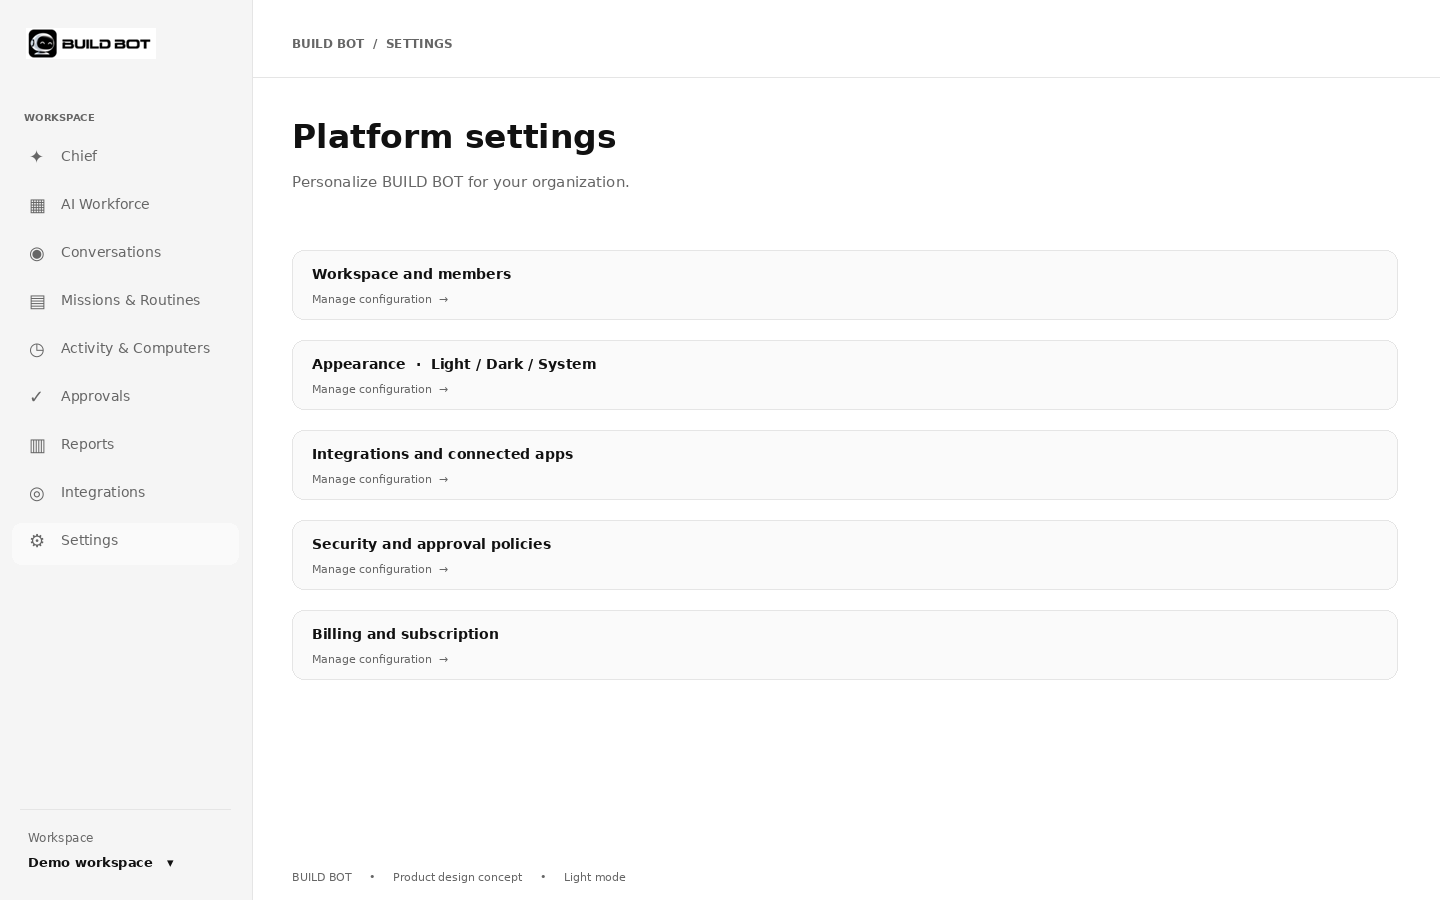 BUILD BOT
WORKSPACE
Chief
AI Workforce
Conversations
Missions & Routines
Activity & Computers
Approvals
Reports
Integrations
Settings
Workspace
Demo workspace ▾
BUILD BOT / SETTINGS
Platform settings
Personalize BUILD BOT for your organization.
Workspace and members
Manage configuration →
Appearance · Light / Dark / System
Manage configuration →
Integrations and connected apps
Manage configuration →
Security and approval policies
Manage configuration →
Billing and subscription
Manage configuration →
BUILD BOT • Product design concept • Light mode